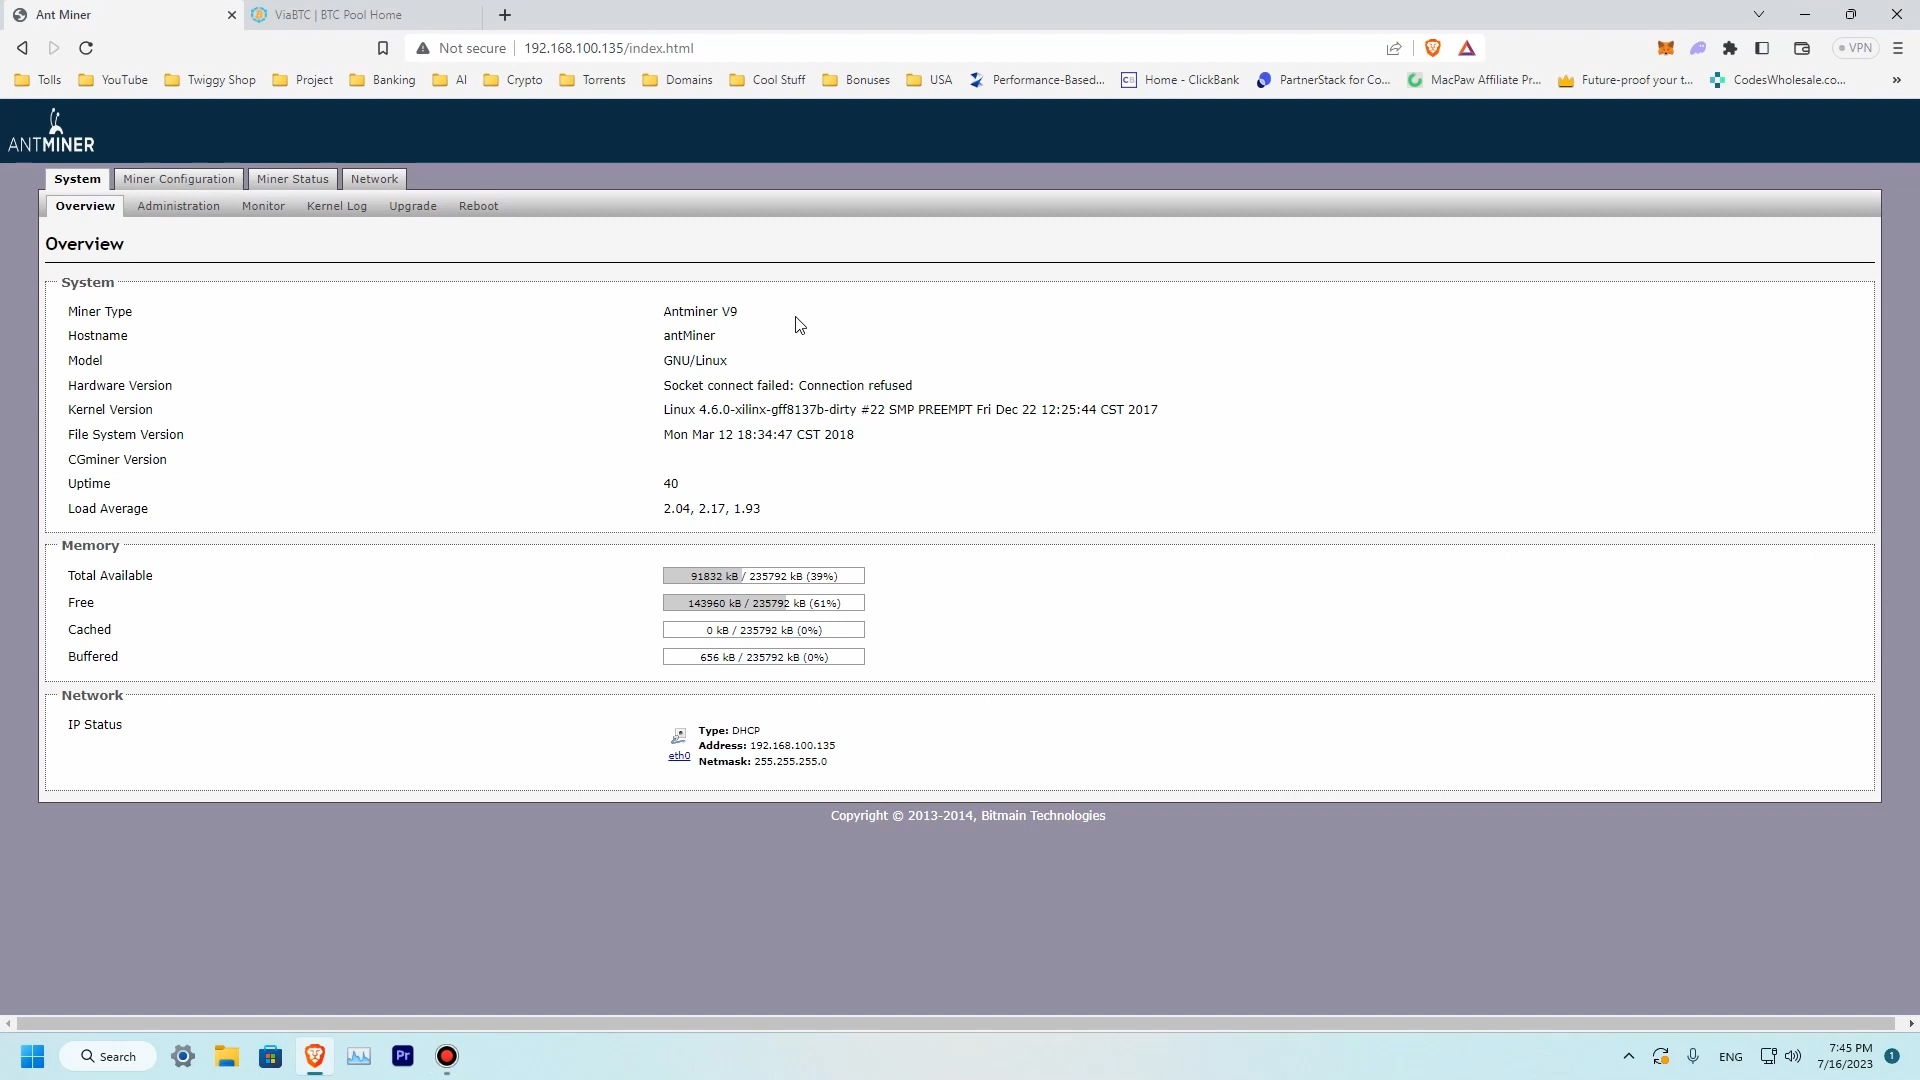 Ant Miner
ViaBTC | BTC Pool Home
Not secure
192.168.100.135/index.html
VPN
Tolls
YouTube
Twiggy Shop
Project
Banking
AI
Crypto
Torrents
Domains
Cool Stuff
Bonuses
USA
Performance-Based...
CB
Home - ClickBank
PartnerStack for Co...
MacPaw Affiliate Pr...
Future-proof your t...
CodesWholesale.co...
»
ANTMINER
System
Miner Configuration
Miner Status
Network
Overview
Administration
Monitor
Kernel Log
Upgrade
Reboot
Overview
System
Miner Type Antminer V9
Hostname antMiner
Model GNU/Linux
Hardware Version Socket connect failed: Connection refused
Kernel Version Linux 4.6.0-xilinx-gff8137b-dirty #22 SMP PREEMPT Fri Dec 22 12:25:44 CST 2017
File System Version Mon Mar 12 18:34:47 CST 2018
CGminer Version
Uptime 40
Load Average 2.04, 2.17, 1.93
Memory
Total Available 91832 kB / 235792 kB (39%)
Free 143960 kB / 235792 kB (61%)
Cached 0 kB / 235792 kB (0%)
Buffered 656 kB / 235792 kB (0%)
Network
IP Status
eth0
Type: DHCP
Address: 192.168.100.135
Netmask: 255.255.255.0
Copyright © 2013-2014, Bitmain Technologies
Search
Pr
ENG
7:45 PM
7/16/2023
1